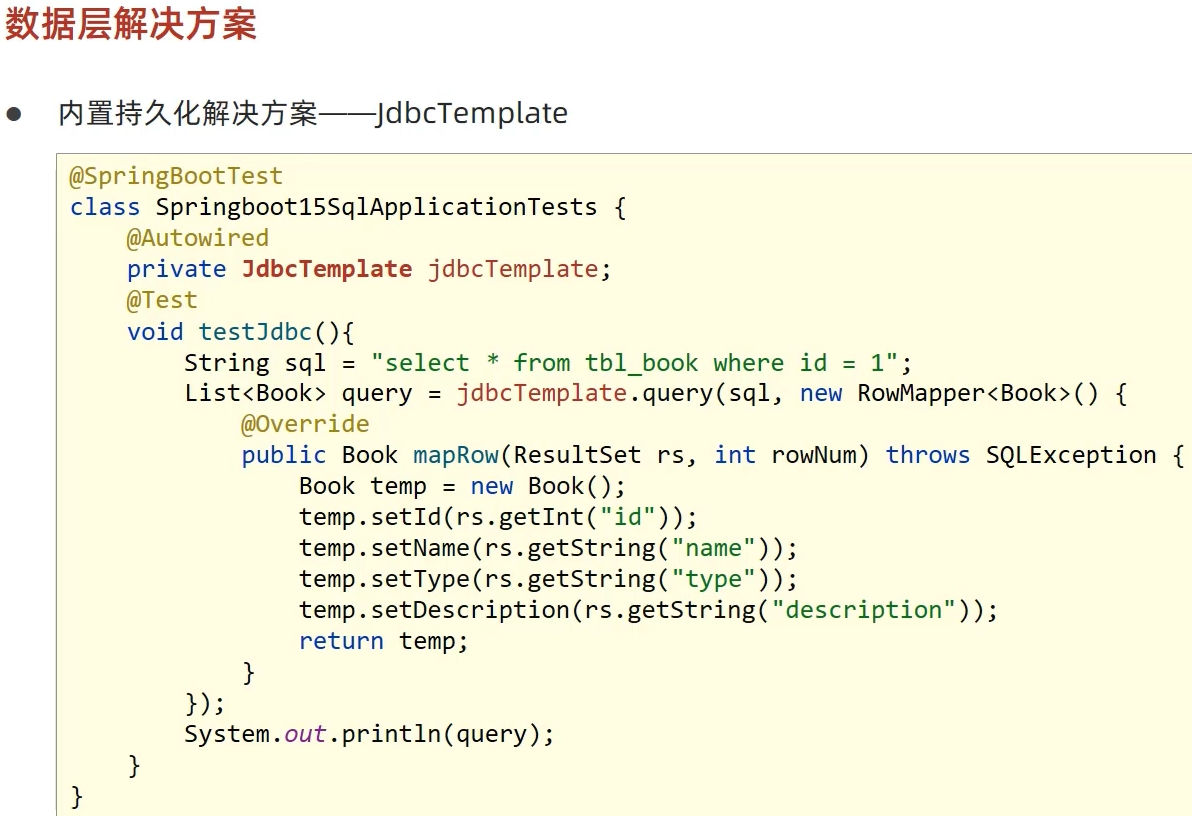 数据层解决方案
● 内置持久化解决方案——JdbcTemplate
@SpringBootTest
class Springboot15SqlApplicationTests {
    @Autowired
    private JdbcTemplate jdbcTemplate;
    @Test
    void testJdbc(){
        String sql = "select * from tbl_book where id = 1";
        List<Book> query = jdbcTemplate.query(sql, new RowMapper<Book>() {
            @Override
            public Book mapRow(ResultSet rs, int rowNum) throws SQLException {
                Book temp = new Book();
                temp.setId(rs.getInt("id"));
                temp.setName(rs.getString("name"));
                temp.setType(rs.getString("type"));
                temp.setDescription(rs.getString("description"));
                return temp;
            }
        });
        System.out.println(query);
    }
}